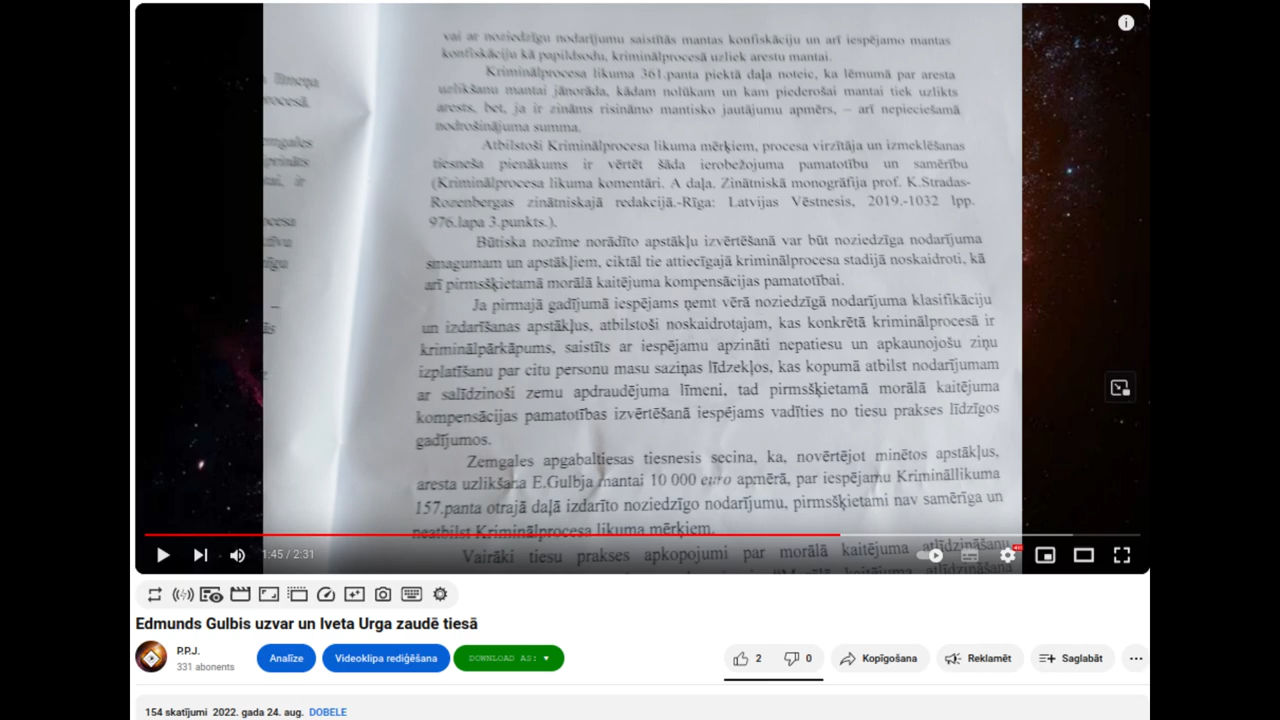 vai ar noziedzīgu nodarījumu saistītās mantas konfiskāciju un arī iespējamo mantas
konfiskāciju kā papildsodu, kriminālprocesā uzliek arestu mantai.
Kriminālprocesa likuma 361.panta piektā daļa noteic, ka lēmumā par aresta
līmeņa
uzlikšanu mantai jānorāda, kādam nolūkam un kam piederošai mantai tiek uzlikts
rocesā.
arests, bet, ja ir zināms risināmo mantisko jautājumu apmērs, – arī nepieciešamā
nodrošinājuma summa.
emgales
Atbilstoši Kriminālprocesa likuma mērķiem, procesa virzītāja un izmeklēšanas
tiesneša pienākums ir vērtēt šāda ierobežojuma pamatotību un samērību
tai, ir
(Kriminālprocesa likuma komentāri. A daļa. Zinātniskā monogrāfija prof. K.Stradas-
Rozenbergas zinātniskajā redakcijā.-Rīga: Latvijas Vēstnesis, 2019.-1032 lpp.
ocesa
976.lapa 3.punkts.).
Būtiska nozīme norādīto apstākļu izvērtēšanā var būt noziedzīga nodarījuma
smagumam un apstākļiem, ciktāl tie attiecīgajā kriminālprocesa stadijā noskaidroti, kā
arī pirmsšķietamā morālā kaitējuma kompensācijas pamatotībai.
Ja pirmajā gadījumā iespējams ņemt vērā noziedzīgā nodarījuma klasifikāciju
un izdarīšanas apstākļus, atbilstoši noskaidrotajam, kas konkrētā kriminālprocesā ir
kriminālpārkāpums, saistīts ar iespējamu apzināti nepatiesu un apkaunojošu ziņu
izplatīšanu par citu personu masu saziņas līdzekļos, kas kopumā atbilst nodarījumam
ar salīdzinoši zemu apdraudējuma līmeni, tad pirmsšķietamā morālā kaitējuma
kompensācijas pamatotības izvērtēšanā iespējams vadīties no tiesu prakses līdzīgos
gadījumos.
Zemgales apgabaltiesas tiesnesis secina, ka, novērtējot minētos apstākļus,
aresta uzlikšana E.Gulbja mantai 10 000 euro apmērā, par iespējamu Krimināllikuma
157.panta otrajā daļā izdarīto noziedzīgo nodarījumu, pirmsšķietami nav samērīga un
neatbilst Kriminālprocesa likuma mērķiem.
Vairāki tiesu prakses apkopojumi par morālā kaitējuma atlīdzināšanu
1:45 / 2:31
Edmunds Gulbis uzvar un Iveta Urga zaudē tiesā
P.P.J.
331 abonents
Analīze
Videoklipa rediģēšana
DOWNLOAD AS: ▼
2
0
Kopīgošana
Reklamēt
Saglabāt
154 skatījumi 2022. gada 24. aug. DOBELE